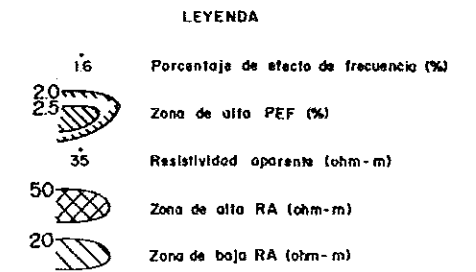 LEYENDA
1.6 Porcentaje de efecto de frecuencia (%)
2.0
2.5 Zona de alta PEF (%)
35 Resistividad aparente (ohm-m)
50 Zona de alta RA (ohm-m)
20 Zona de baja RA (ohm-m)